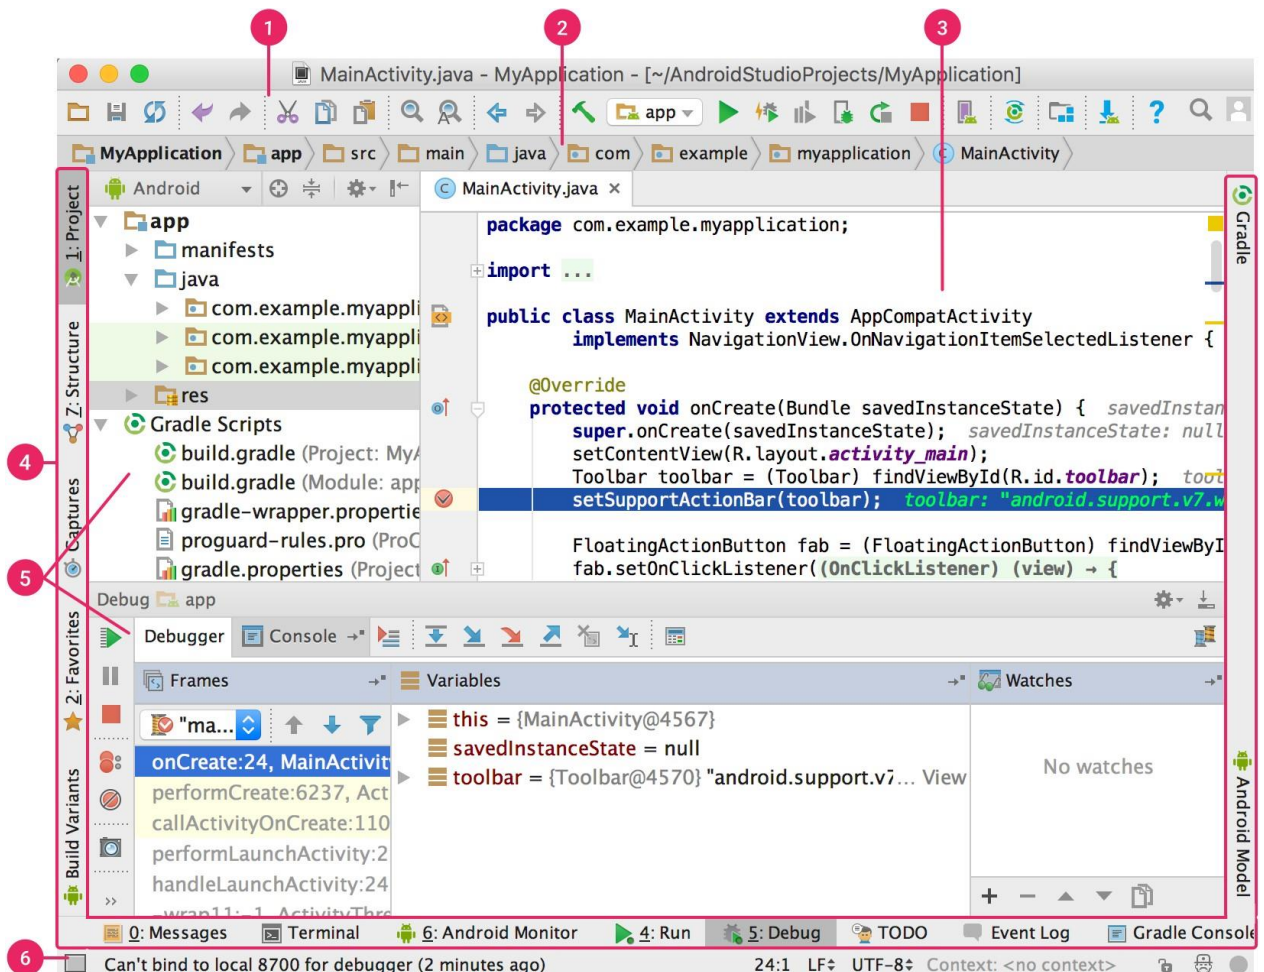 1 2 3
MainActivity.java - MyApplication - [~/AndroidStudioProjects/MyApplication]
app
MyApplication app src main java com example myapplication MainActivity
1: Project
Z: Structure
Captures
2: Favorites
Build Variants
4
5
6
Android
app
manifests
java
com.example.myappli
com.example.myappli
com.example.myappli
res
Gradle Scripts
build.gradle (Project: MyA
build.gradle (Module: app
gradle-wrapper.propertie
proguard-rules.pro (ProC
gradle.properties (Project
MainActivity.java
package com.example.myapplication;
import ...
public class MainActivity extends AppCompatActivity
implements NavigationView.OnNavigationItemSelectedListener {
@Override
protected void onCreate(Bundle savedInstanceState) { savedInstan
super.onCreate(savedInstanceState); savedInstanceState: null
setContentView(R.layout.activity_main);
Toolbar toolbar = (Toolbar) findViewById(R.id.toolbar); tool
setSupportActionBar(toolbar); toolbar: "android.support.v7.w
FloatingActionButton fab = (FloatingActionButton) findViewByI
fab.setOnClickListener((OnClickListener) (view) → {
Gradle
Android Model
Debug app
Debugger Console
Frames Variables Watches
"ma...
onCreate:24, MainActivit
performCreate:6237, Act
callActivityOnCreate:110
performLaunchActivity:2
handleLaunchActivity:24
-wrap11:-1, ActivityThre
this = {MainActivity@4567}
savedInstanceState = null
toolbar = {Toolbar@4570} "android.support.v7... View
No watches
0: Messages Terminal 6: Android Monitor 4: Run 5: Debug TODO Event Log Gradle Console
Can't bind to local 8700 for debugger (2 minutes ago) 24:1 LF UTF-8 Context: <no context>